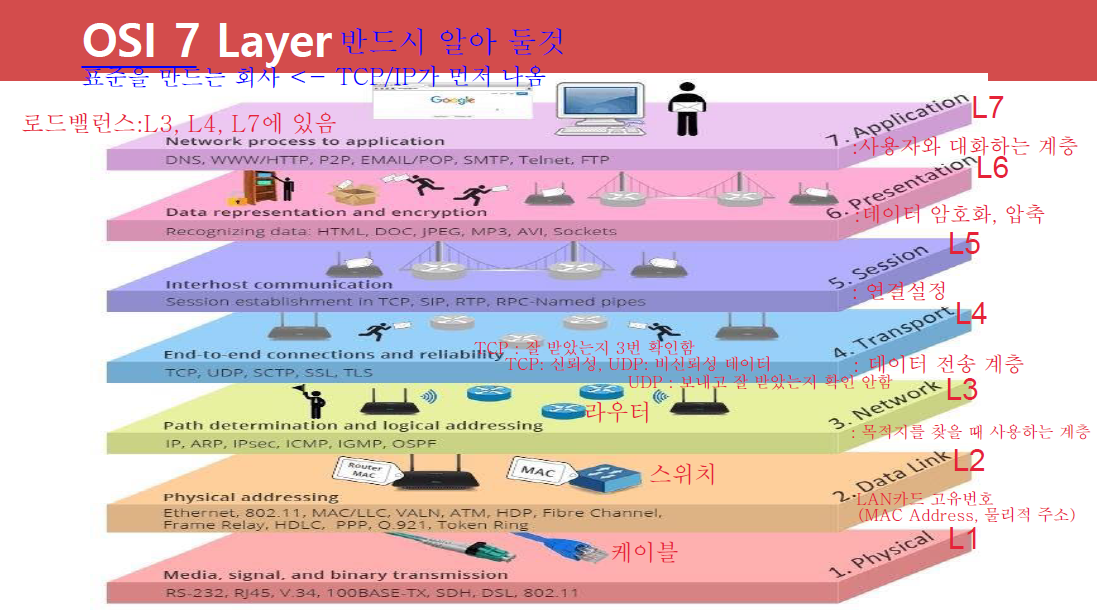 OSI 7 Layer 반드시 알아 둘것
표준을 만드는 회사 <- TCP/IP가 먼저 나옴
로드밸런스:L3, L4, L7에 있음
Google
7. Application L7
:사용자와 대화하는 계층
Network process to application
DNS, WWW/HTTP, P2P, EMAIL/POP, SMTP, Telnet, FTP
6. Presentation L6
:데이터 암호화, 압축
Data representation and encryption
Recognizing data: HTML, DOC, JPEG, MP3, AVI, Sockets
5. Session L5
: 연결설정
Interhost communication
Session establishment in TCP, SIP, RTP, RPC-Named pipes
4. Transport L4
TCP : 잘 받았는지 3번 확인함
End-to-end connections and reliability
TCP: 신뢰성, UDP: 비신뢰성 데이터
: 데이터 전송 계층
TCP, UDP, SCTP, SSL, TLS
UDP : 보내고 잘 받았는지 확인 안함
3. Network L3
라우터
Path determination and logical addressing
: 목적지를 찾을 때 사용하는 계층
IP, ARP, IPsec, ICMP, IGMP, OSPF
2. Data Link L2
Router
MAC
MAC
스위치
Physical addressing
LAN카드 고유번호
(MAC Address, 물리적 주소)
Ethernet, 802.11, MAC/LLC, VALN, ATM, HDP, Fibre Channel,
Frame Relay, HDLC, PPP, Q.921, Token Ring
1. Physical L1
케이블
Media, signal, and binary transmission
RS-232, RJ45, V.34, 100BASE-TX, SDH, DSL, 802.11